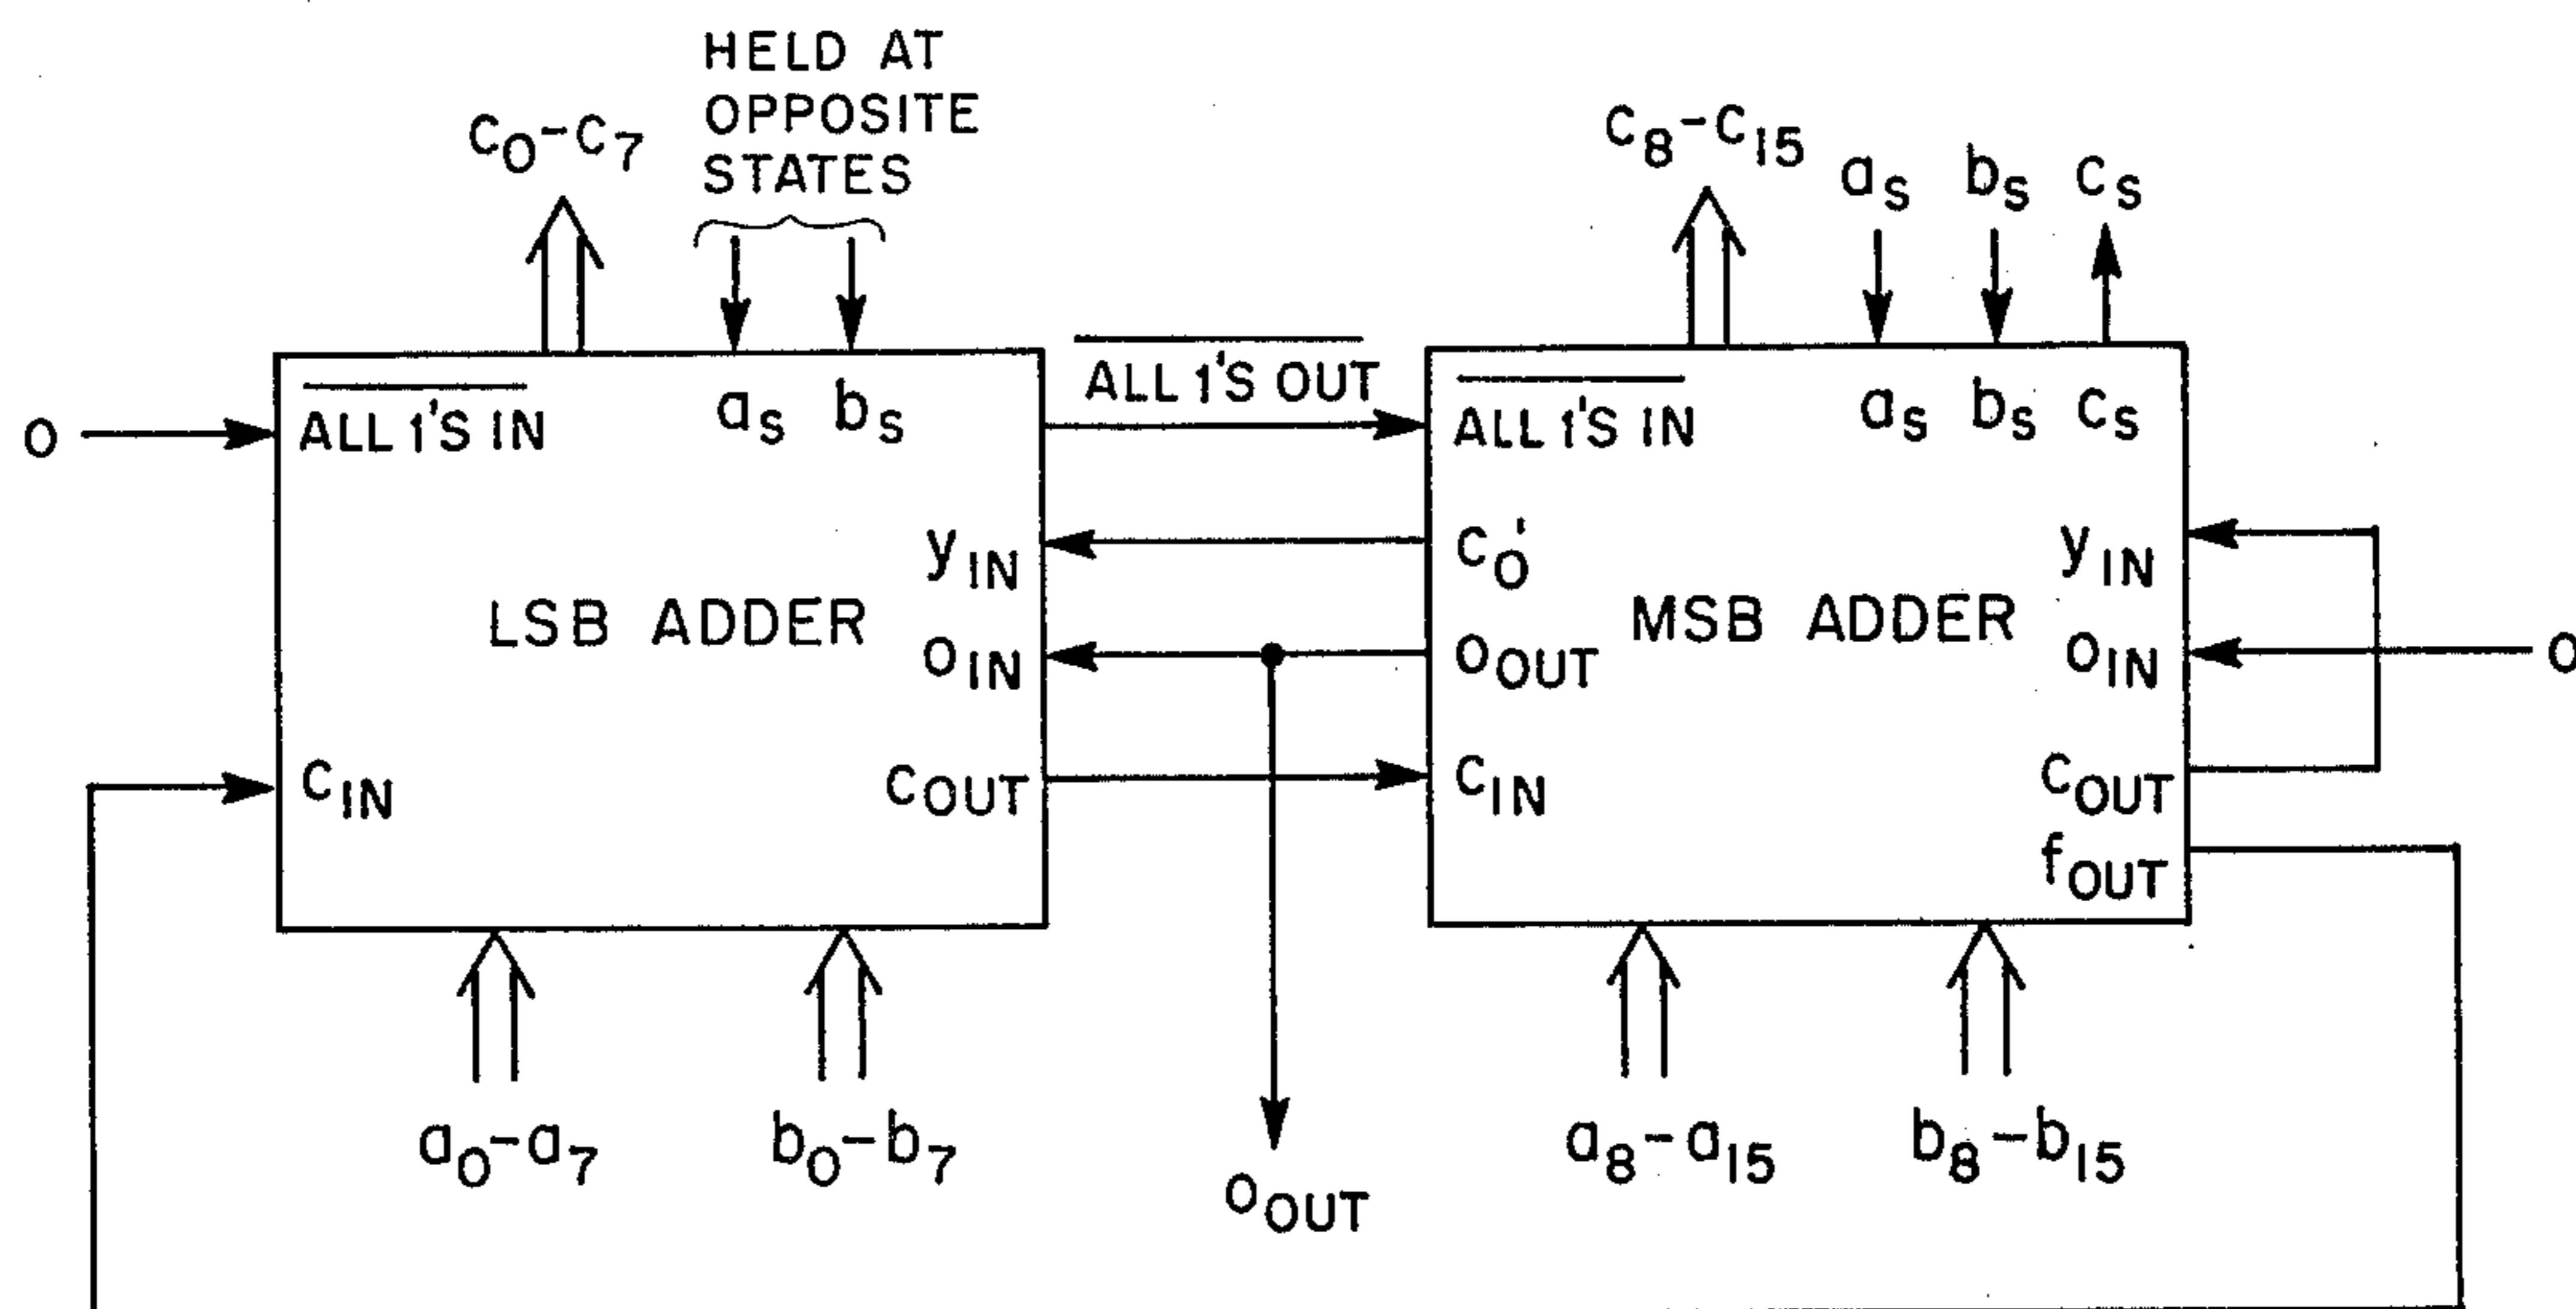 HELD AT
OPPOSITE
STATES
c0-c7
c8-c15
as
bs
cs
0
ALL 1'S IN
as
bs
ALL 1'S OUT
ALL 1'S IN
as
bs
cs
yIN
c0'
yIN
LSB ADDER
MSB ADDER
oIN
oOUT
oIN
0
cIN
cOUT
cIN
cOUT
fOUT
a0-a7
b0-b7
oOUT
a8-a15
b8-b15